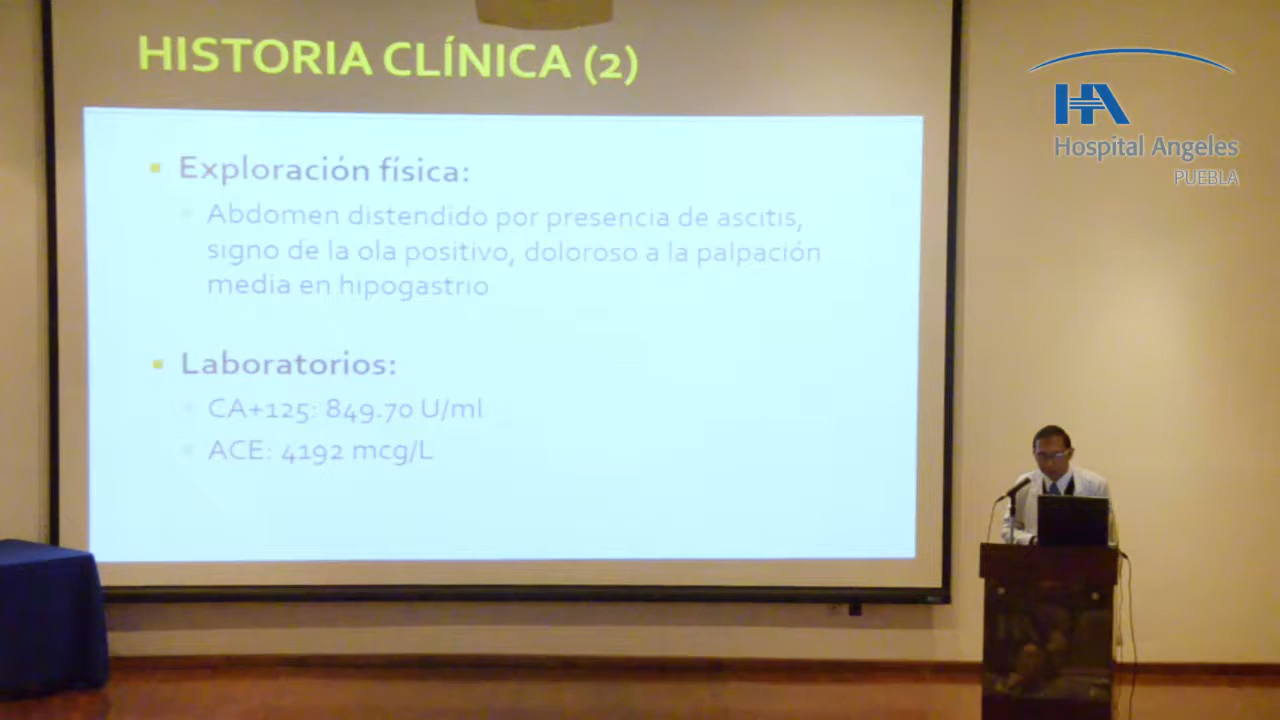 HISTORIA CLÍNICA (2)
Exploración física:
Abdomen distendido por presencia de ascitis,
signo de la ola positivo, doloroso a la palpación
media en hipogastrio
Laboratorios:
CA+125: 849.70 U/ml
ACE: 4192 mcg/L
HA
Hospital Angeles
PUEBLA